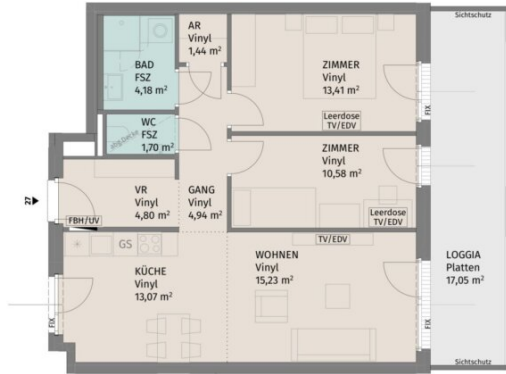 Sichtschutz
AR
Vinyl
1,44 m²
BAD
FSZ
4,18 m²
ZIMMER
Vinyl
13,41 m²
FIX
Leerdose
TV/EDV
WC
FSZ
1,70 m²
abg.Decke
ZIMMER
Vinyl
10,58 m²
Leerdose
TV/EDV
27
VR
Vinyl
4,80 m²
GANG
Vinyl
4,94 m²
FBH/UV
GS
TV/EDV
KÜCHE
Vinyl
13,07 m²
WOHNEN
Vinyl
15,23 m²
LOGGIA
Platten
17,05 m²
FIX
FIX
Sichtschutz